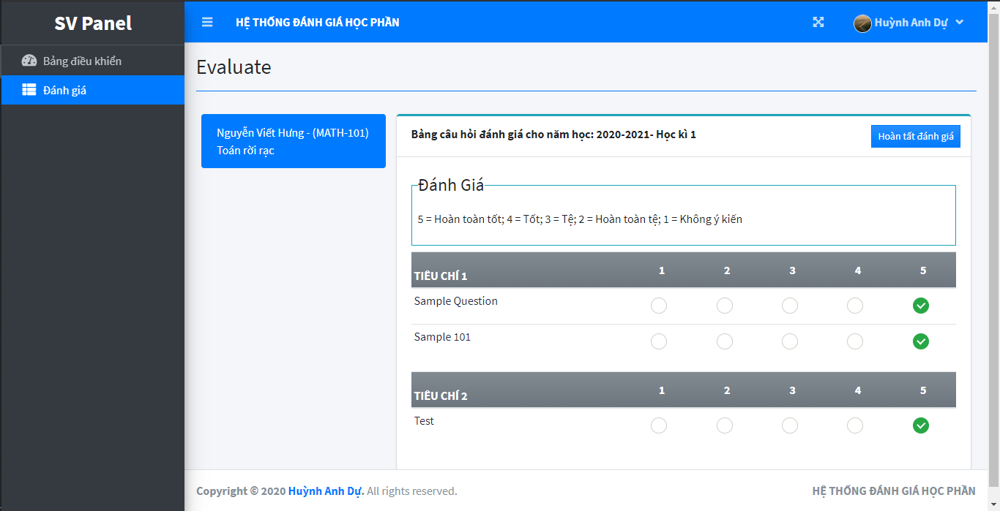 SV Panel
HỆ THỐNG ĐÁNH GIÁ HỌC PHẦN
Huỳnh Anh Dự
Bảng điều khiển
Đánh giá
Evaluate
Nguyễn Viết Hưng - (MATH-101)
Toán rời rạc
Bảng câu hỏi đánh giá cho năm học: 2020-2021- Học kì 1
Hoàn tất đánh giá
Đánh Giá
5 = Hoàn toàn tốt; 4 = Tốt; 3 = Tệ; 2 = Hoàn toàn tệ; 1 = Không ý kiến
TIÊU CHÍ 1 1 2 3 4 5
Sample Question
Sample 101
TIÊU CHÍ 2 1 2 3 4 5
Test
Copyright © 2020 Huỳnh Anh Dự. All rights reserved.
HỆ THỐNG ĐÁNH GIÁ HỌC PHẦN